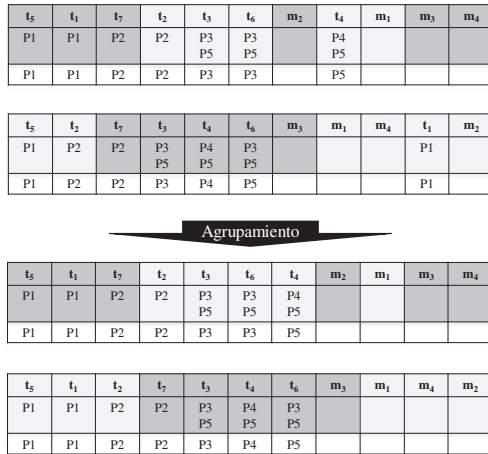 t5 t1 t7 t2 t3 t6 m2 t4 m1 m3 m4
P1 P1 P2 P2 P3 P3 P4
P5 P5 P5
P1 P1 P2 P2 P3 P3 P5
t5 t2 t7 t3 t4 t6 m3 m1 m4 t1 m2
P1 P2 P2 P3 P4 P3 P1
P5 P5 P5
P1 P2 P2 P3 P4 P5 P1
Agrupamiento
t5 t1 t7 t2 t3 t6 t4 m2 m1 m3 m4
P1 P1 P2 P2 P3 P3 P4
P5 P5 P5
P1 P1 P2 P2 P3 P3 P5
t5 t1 t2 t7 t3 t4 t6 m3 m1 m4 m2
P1 P1 P2 P2 P3 P4 P3
P5 P5 P5
P1 P1 P2 P2 P3 P4 P5